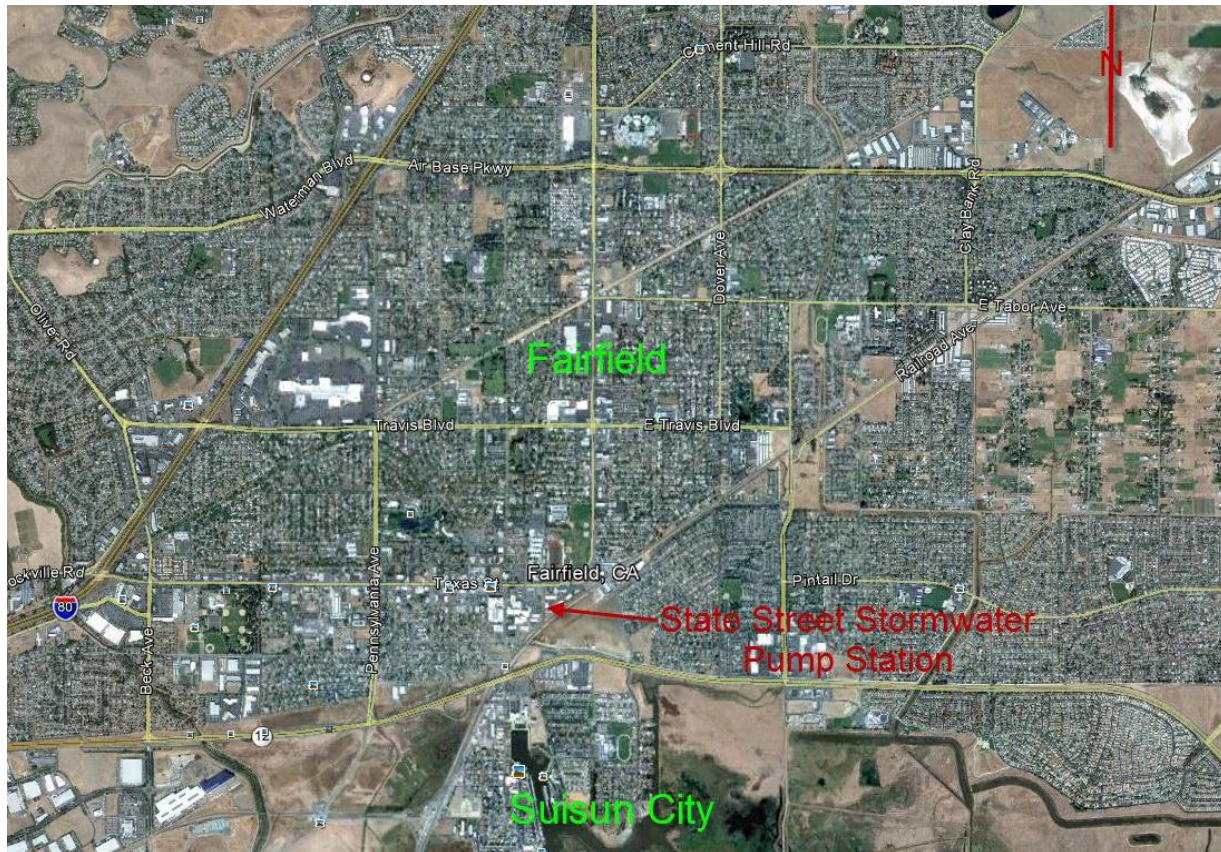 Cement Hill Rd
N
Air Base Pkwy
Waterman Blvd
Clay Bank Rd
Dover Ave
Oliver Rd
E Tabor Ave
Railroad Ave
Fairfield
Travis Blvd
E Travis Blvd
ockville Rd
Texas St
Fairfield, CA
Pintail Dr
80
State Street Stormwater
Pump Station
Pennsylvania Ave
Beck Ave
12
Suisun City